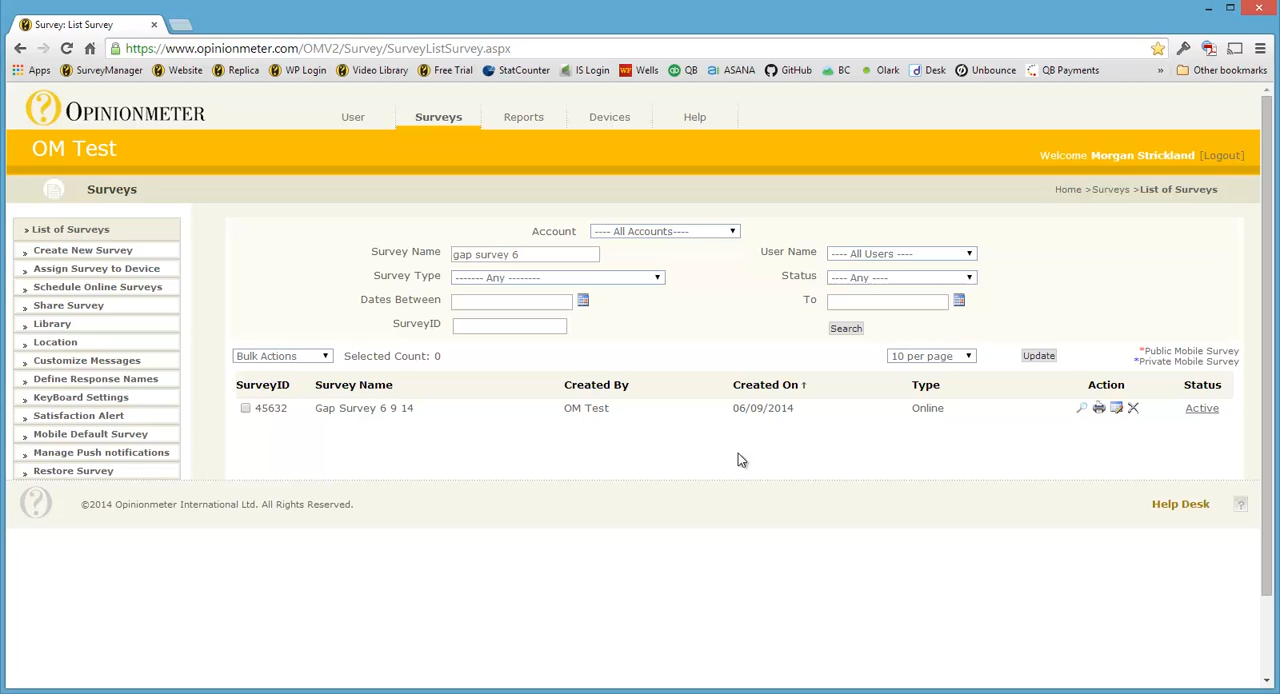 Survey: List Survey
https://www.opinionmeter.com/OMV2/Survey/SurveyListSurvey.aspx
Apps SurveyManager Website Replica WP Login Video Library Free Trial StatCounter IS Login Wells QB ASANA GitHub BC Olark Desk Unbounce QB Payments » Other bookmarks
OPINIONMETER
User Surveys Reports Devices Help
OM Test
Welcome Morgan Strickland [Logout]
Surveys
Home >Surveys >List of Surveys
» List of Surveys
» Create New Survey
» Assign Survey to Device
» Schedule Online Surveys
» Share Survey
» Library
» Location
» Customize Messages
» Define Response Names
» KeyBoard Settings
» Satisfaction Alert
» Mobile Default Survey
» Manage Push notifications
» Restore Survey
Account ---- All Accounts----
Survey Name gap survey 6 User Name ---- All Users ----
Survey Type ------- Any -------- Status ---- Any ----
Dates Between To
SurveyID Search
Bulk Actions Selected Count: 0 10 per page Update
*Public Mobile Survey
*Private Mobile Survey
SurveyID Survey Name Created By Created On ↑ Type Action Status
45632 Gap Survey 6 9 14 OM Test 06/09/2014 Online Active
©2014 Opinionmeter International Ltd. All Rights Reserved.
Help Desk ?